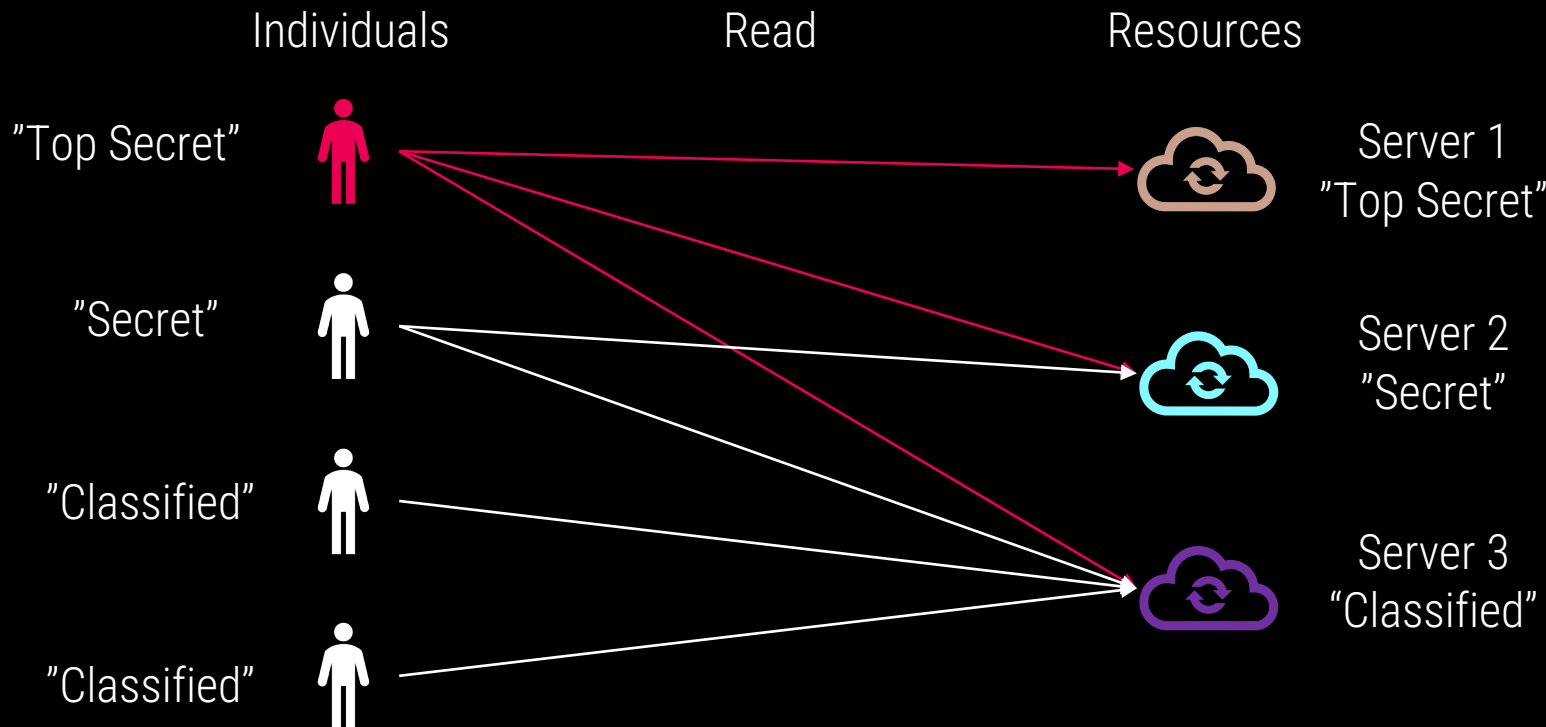 Individuals
Read
Resources
”Top Secret”
Server 1
”Top Secret”
”Secret”
Server 2
”Secret”
”Classified”
Server 3
“Classified”
”Classified”